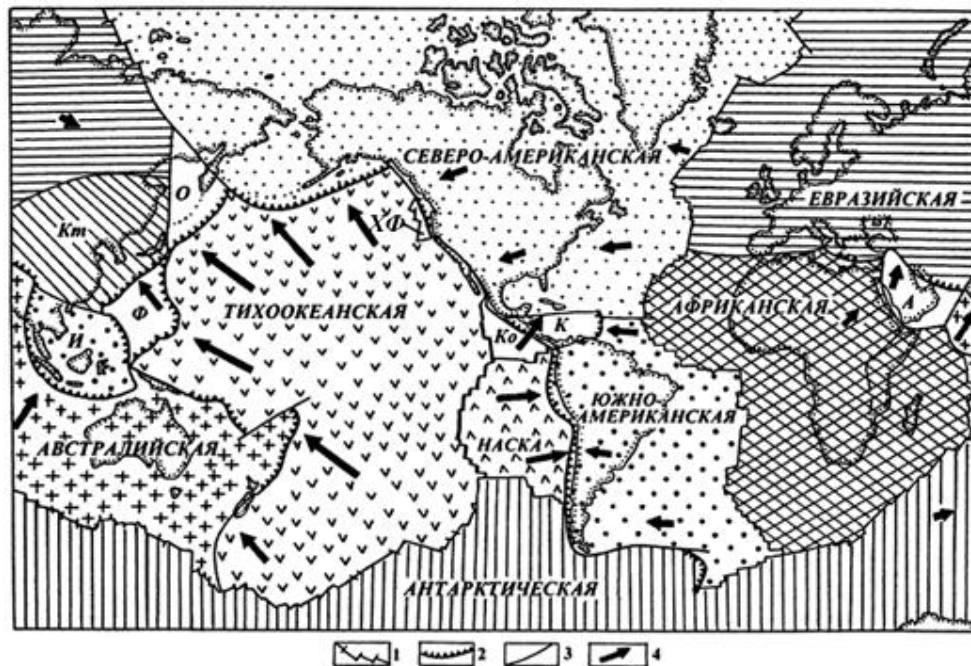 СЕВЕРО-АМЕРИКАНСКАЯ
ЕВРАЗИЙСКАЯ
О
Кт
ХФ
Ф
ТИХООКЕАНСКАЯ
АФРИКАНСКАЯ
А
И
Ко
К
ЮЖНО-
АМЕРИКАНСКАЯ
НАСКА
АВСТРАЛИЙСКАЯ
АНТАРКТИЧЕСКАЯ
1 2 3 4